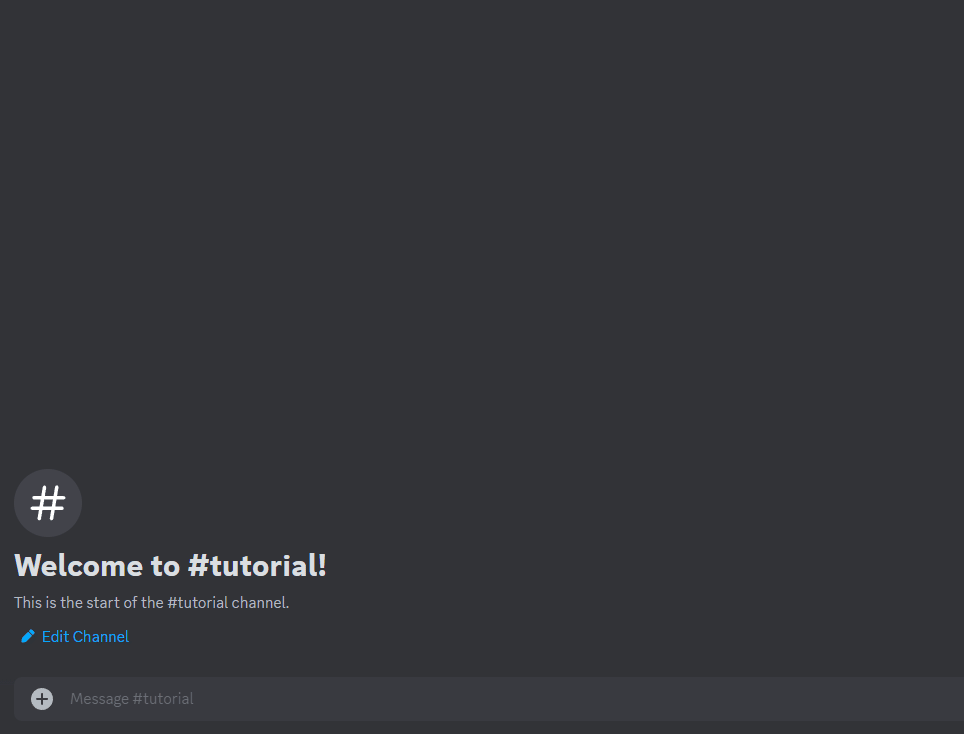 Welcome to #tutorial!
This is the start of the #tutorial channel.
Edit Channel
Message #tutorial